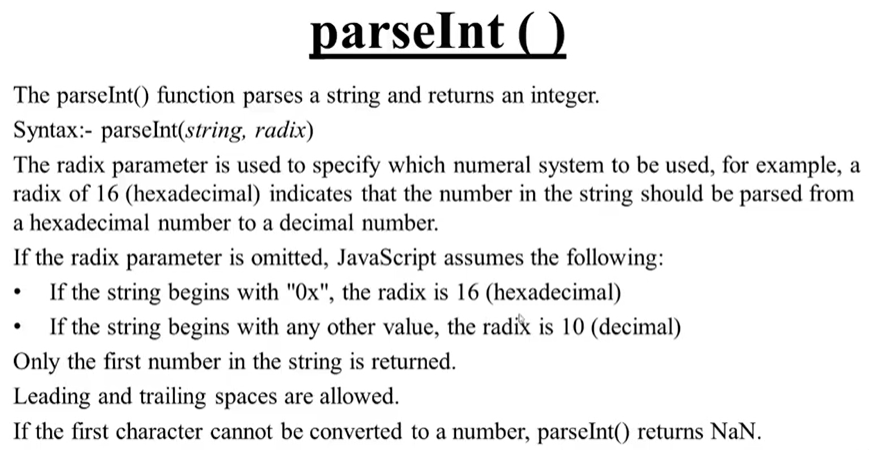 parseInt ( )
The parseInt() function parses a string and returns an integer.
Syntax:- parseInt(string, radix)
The radix parameter is used to specify which numeral system to be used, for example, a
radix of 16 (hexadecimal) indicates that the number in the string should be parsed from
a hexadecimal number to a decimal number.
If the radix parameter is omitted, JavaScript assumes the following:
• If the string begins with "0x", the radix is 16 (hexadecimal)
• If the string begins with any other value, the radix is 10 (decimal)
Only the first number in the string is returned.
Leading and trailing spaces are allowed.
If the first character cannot be converted to a number, parseInt() returns NaN.